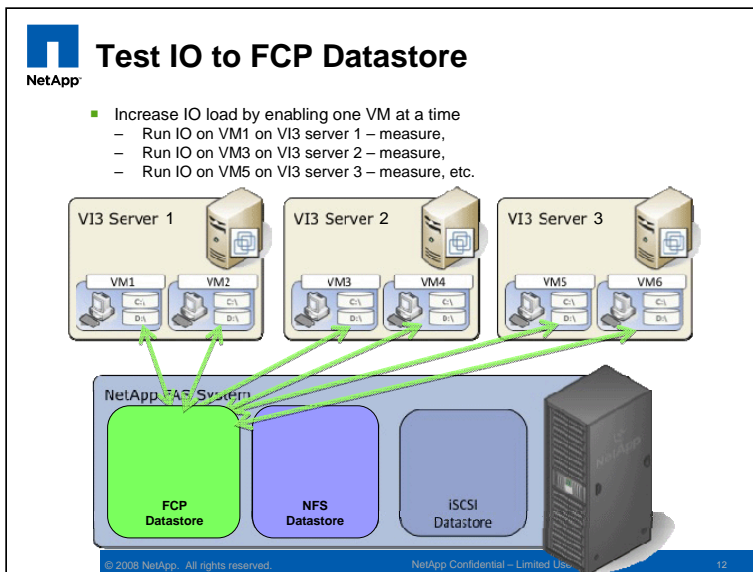 NetApp
Test IO to FCP Datastore
Increase IO load by enabling one VM at a time
– Run IO on VM1 on VI3 server 1 – measure,
– Run IO on VM3 on VI3 server 2 – measure,
– Run IO on VM5 on VI3 server 3 – measure, etc.
VI3 Server 1
VI3 Server 2
VI3 Server 3
VM1
VM2
VM3
VM4
VM5
VM6
C:\
C:\
C:\
C:\
C:\
C:\
D:\
D:\
D:\
D:\
D:\
D:\
NetApp FAS System
NetApp
FCP
Datastore
NFS
Datastore
iSCSI
Datastore
© 2008 NetApp. All rights reserved.
NetApp Confidential – Limited Use
12